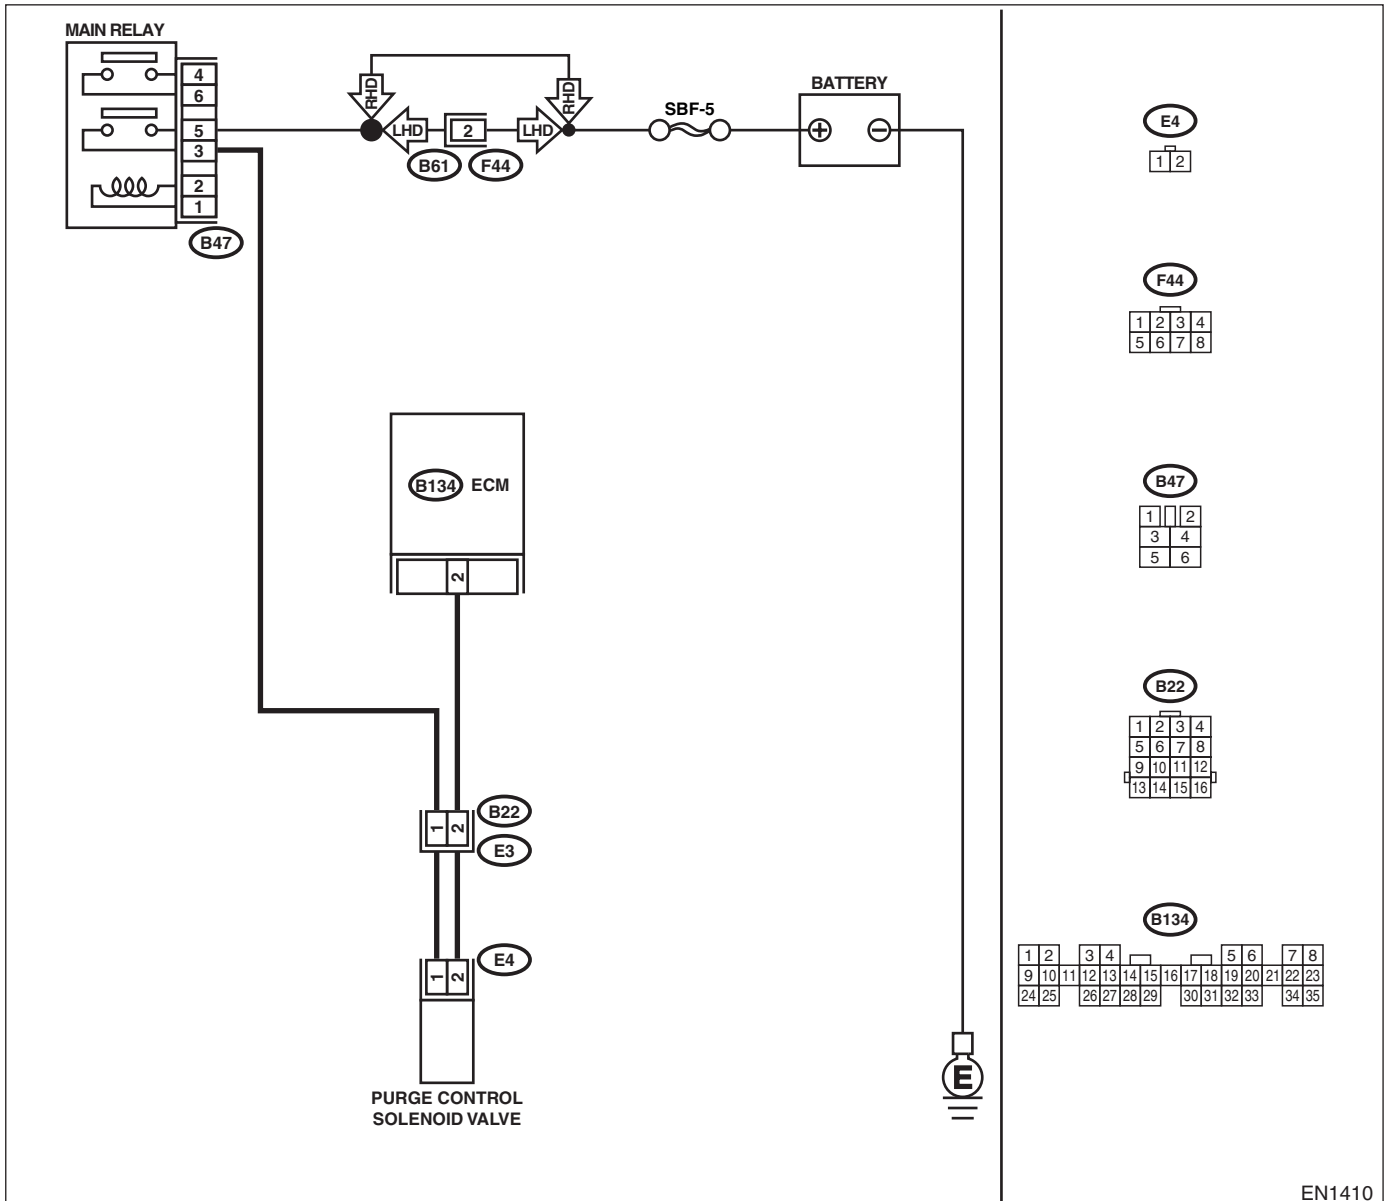 MAIN RELAY
4
6
5
3
2
1
B47
RHD
RHD
LHD
2
LHD
B61
F44
SBF-5
BATTERY
+
−
B134 ECM
2
1 2
B22
E3
1 2
E4
PURGE CONTROL
SOLENOID VALVE
E
E4
1 2
F44
1 2 3 4
5 6 7 8
B47
1 2
3 4
5 6
B22
1 2 3 4
5 6 7 8
9 10 11 12
13 14 15 16
B134
1 2 3 4 5 6 7 8
9 10 11 12 13 14 15 16 17 18 19 20 21 22 23
24 25 26 27 28 29 30 31 32 33 34 35
EN1410